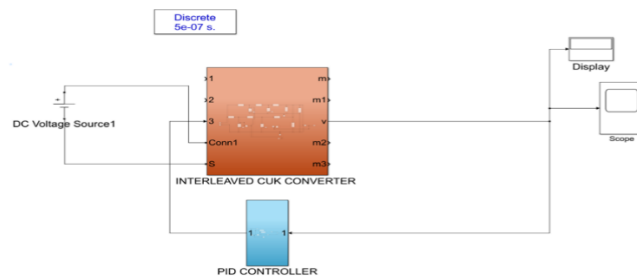 Discrete
5e-07 s.
Display
Scope
DC Voltage Source1
+
1
2
3
Conn1
S
m
m1
v
m2
m3
INTERLEAVED CUK CONVERTER
1
1
PID CONTROLLER